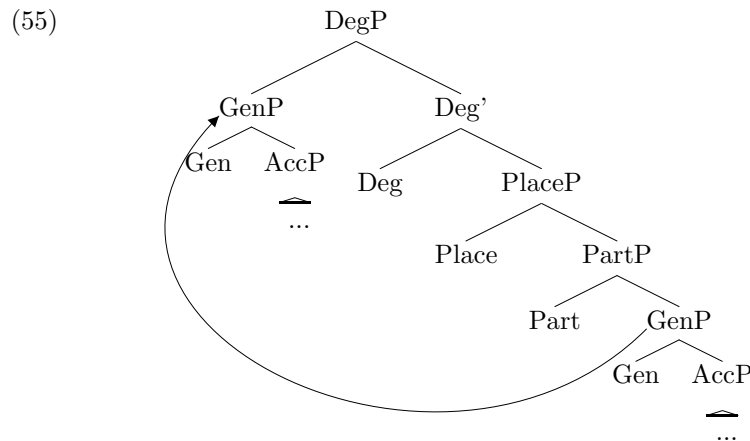 (55)
DegP
GenP Deg'
Gen AccP Deg PlaceP
...
Place PartP
Part GenP
Gen AccP
...